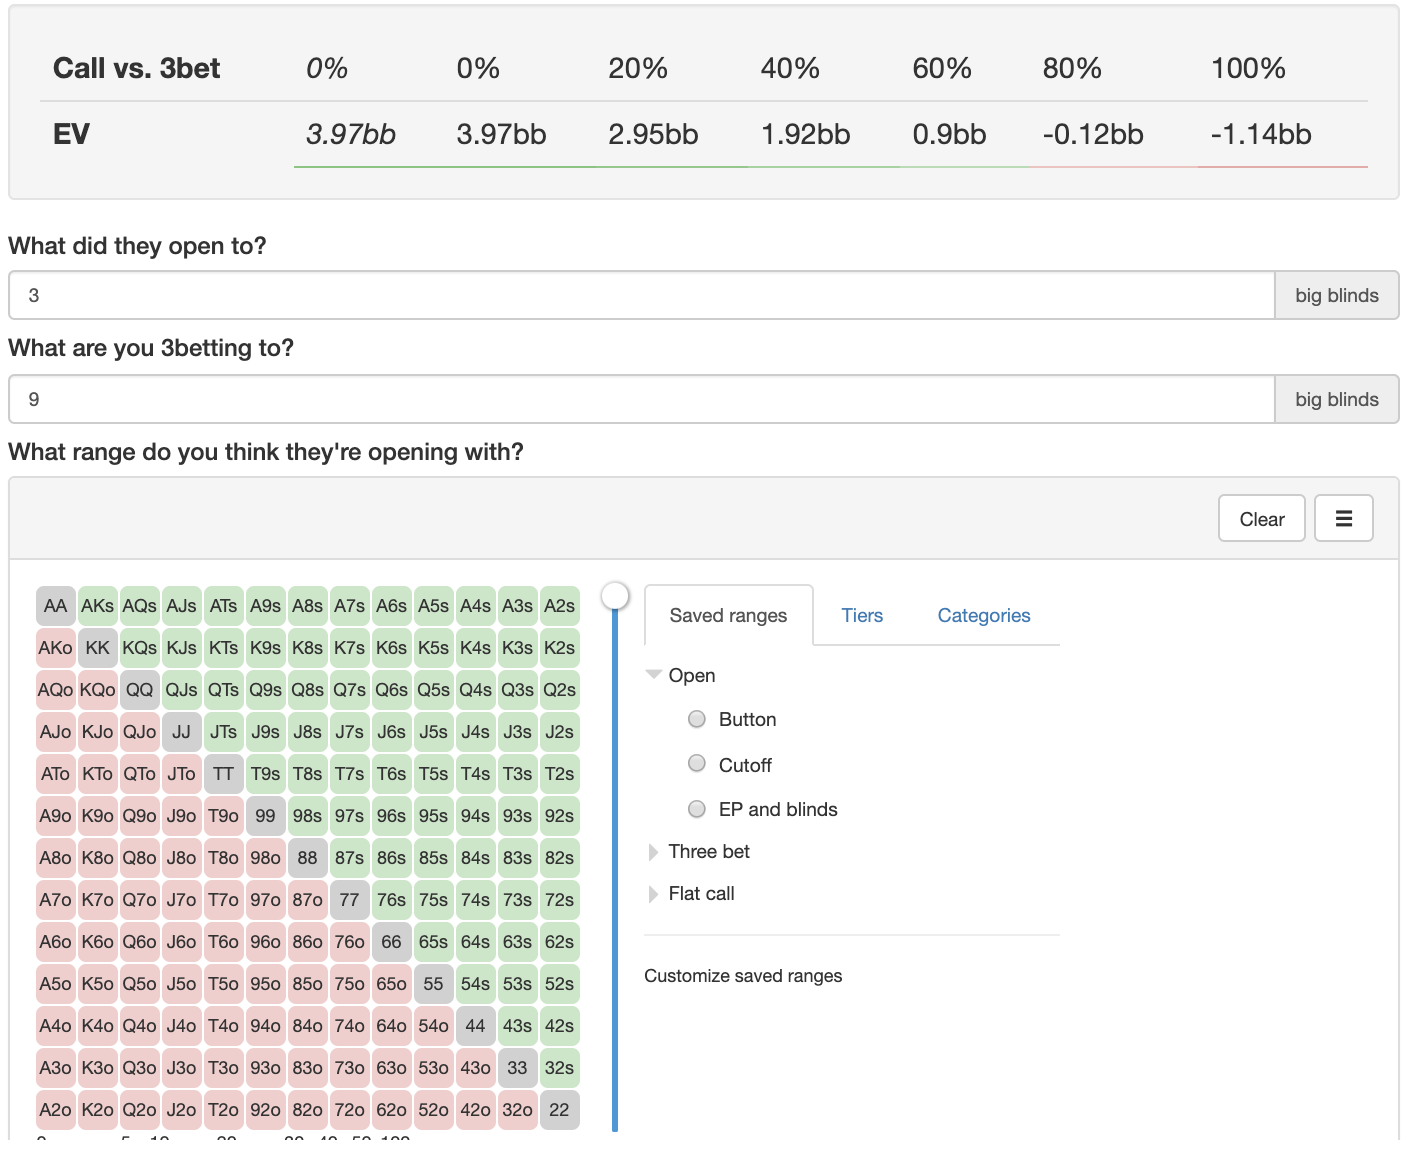 Call vs. 3bet 0% 0% 20% 40% 60% 80% 100%
EV 3.97bb 3.97bb 2.95bb 1.92bb 0.9bb -0.12bb -1.14bb
What did they open to?
3 big blinds
What are you 3betting to?
9 big blinds
What range do you think they're opening with?
Clear
AA AKs AQs AJs ATs A9s A8s A7s A6s A5s A4s A3s A2s
AKo KK KQs KJs KTs K9s K8s K7s K6s K5s K4s K3s K2s
AQo KQo QQ QJs QTs Q9s Q8s Q7s Q6s Q5s Q4s Q3s Q2s
AJo KJo QJo JJ JTs J9s J8s J7s J6s J5s J4s J3s J2s
ATo KTo QTo JTo TT T9s T8s T7s T6s T5s T4s T3s T2s
A9o K9o Q9o J9o T9o 99 98s 97s 96s 95s 94s 93s 92s
A8o K8o Q8o J8o T8o 98o 88 87s 86s 85s 84s 83s 82s
A7o K7o Q7o J7o T7o 97o 87o 77 76s 75s 74s 73s 72s
A6o K6o Q6o J6o T6o 96o 86o 76o 66 65s 64s 63s 62s
A5o K5o Q5o J5o T5o 95o 85o 75o 65o 55 54s 53s 52s
A4o K4o Q4o J4o T4o 94o 84o 74o 64o 54o 44 43s 42s
A3o K3o Q3o J3o T3o 93o 83o 73o 63o 53o 43o 33 32s
A2o K2o Q2o J2o T2o 92o 82o 72o 62o 52o 42o 32o 22
Saved ranges Tiers Categories
Open
Button
Cutoff
EP and blinds
Three bet
Flat call
Customize saved ranges